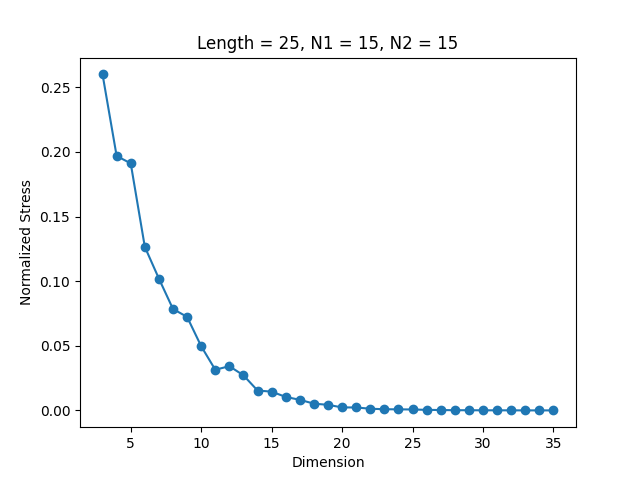 Length = 25, N1 = 15, N2 = 15
Normalized Stress
0.25
0.20
0.15
0.10
0.05
0.00
5 10 15 20 25 30 35
Dimension